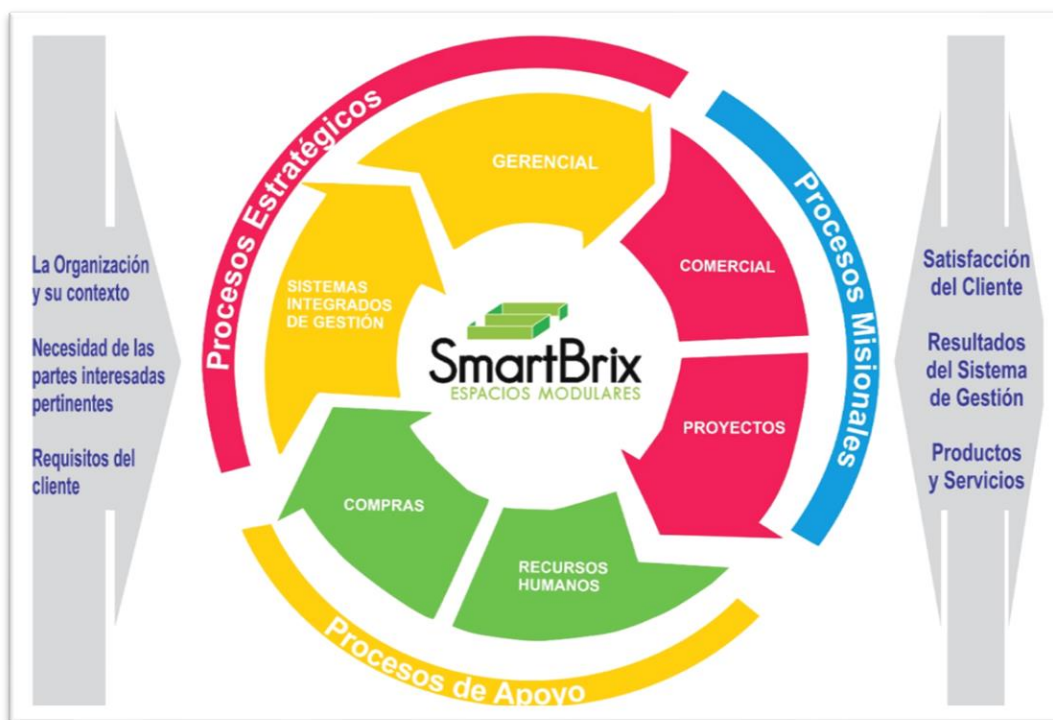 La Organización
y su contexto
Necesidad de las
partes interesadas
pertinentes
Requisitos del
cliente
Procesos Estratégicos
GERENCIAL
SISTEMAS
INTEGRADOS
DE GESTIÓN
COMERCIAL
PROYECTOS
Procesos Misionales
SmartBrix
ESPACIOS MODULARES
COMPRAS
RECURSOS
HUMANOS
Procesos de Apoyo
Satisfacción
del Cliente
Resultados
del Sistema
de Gestión
Productos
y Servicios